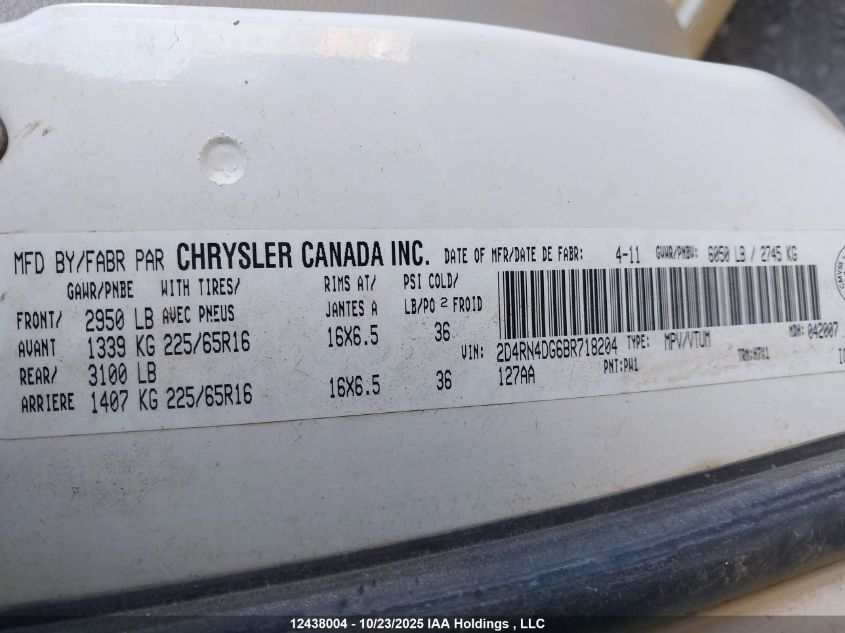 MFD BY/FABR PAR CHRYSLER CANADA INC. DATE OF MFR/DATE DE FABR: 4-11 GVWR/PNBV: 6050 LB / 2745 KG
GAWR/PNBE WITH TIRES/ RIMS AT/ PSI COLD/
FRONT/ 2950 LB AVEC PNEUS JANTES A LB/PO 2 FROID
AVANT 1339 KG 225/65R16 16X6.5 36 VIN: 2D4RN4DG6BR718204 TYPE: MPV/VTUM MDH: 042007
REAR/ 3100 LB 127AA PNT: PW1 TRM: H7X1
ARRIERE 1407 KG 225/65R16 16X6.5 36
12438004 - 10/23/2025 IAA Holdings , LLC